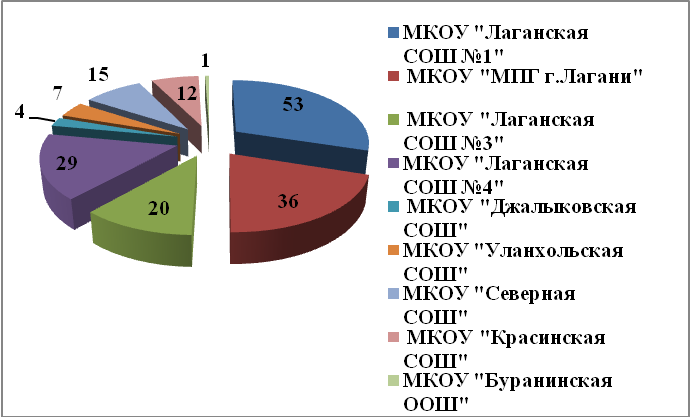 1
15
12
53
7
4
29
20
36
МКОУ "Лаганская
СОШ №1"
МКОУ "МПГ г.Лагани"
МКОУ "Лаганская
СОШ №3"
МКОУ "Лаганская
СОШ №4"
МКОУ "Джалыковская
СОШ"
МКОУ "Уланхольская
СОШ"
МКОУ "Северная
СОШ"
МКОУ "Красинская
СОШ"
МКОУ "Буранинская
ООШ"